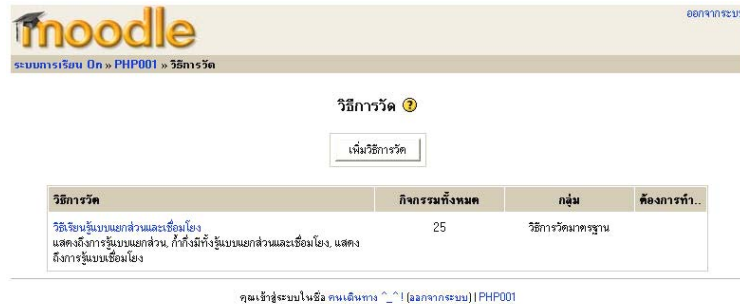 ออกจากระบบ
moodle
ระบบการเรียน On » PHP001 » วิธีการวัด
วิธีการวัด ?
เพิ่มวิธีการวัด
วิธีการวัด กิจกรรมทั้งหมด กลุ่ม ต้องการทำ..
วิธีเรียนรู้แบบแยกส่วนและเชื่อมโยง 25 วิธีการวัดมาตรฐาน
แสดงถึงการรู้แบบแยกส่วน, ก้ำกึ่งมีทั้งรู้แบบแยกส่วนและเชื่อมโยง, แสดง
ถึงการรู้แบบเชื่อมโยง
คุณเข้าสู่ระบบในชื่อ คนเดินทาง ^_^! (ออกจากระบบ) | PHP001